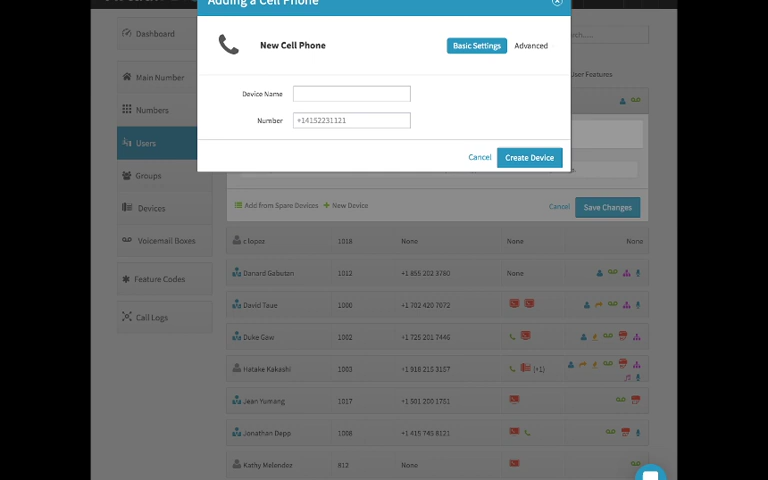 Adding a Cell Phone
New Cell Phone
Basic Settings
Advanced
Device Name
Number
+14152231121
Cancel
Create Device
Dashboard
Main Number
Numbers
Users
Groups
Devices
Voicemail Boxes
Feature Codes
Call Logs
User Features
Add from Spare Devices
New Device
Cancel
Save Changes
c lopez 1018 None None None
Danard Gabutan 1012 +1 855 202 3780 None
David Taue 1000 +1 702 420 7072
Duke Gaw 1002 +1 725 201 7446
Hatake Kakashi 1003 +1 918 215 3157 (+1)
Jean Yumang 1017 +1 501 200 1751
Jonathan Depp 1008 +1 415 745 8121
Kathy Melendez 812 None